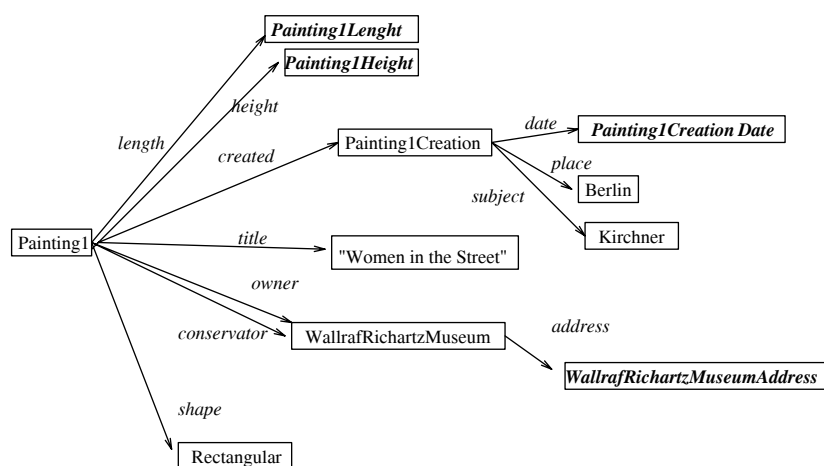 Painting1Lenght
Painting1Height
height
length
created
Painting1Creation
date
Painting1Creation Date
place
Berlin
subject
Kirchner
Painting1
title
"Women in the Street"
owner
conservator
WallrafRichartzMuseum
address
WallrafRichartzMuseumAddress
shape
Rectangular